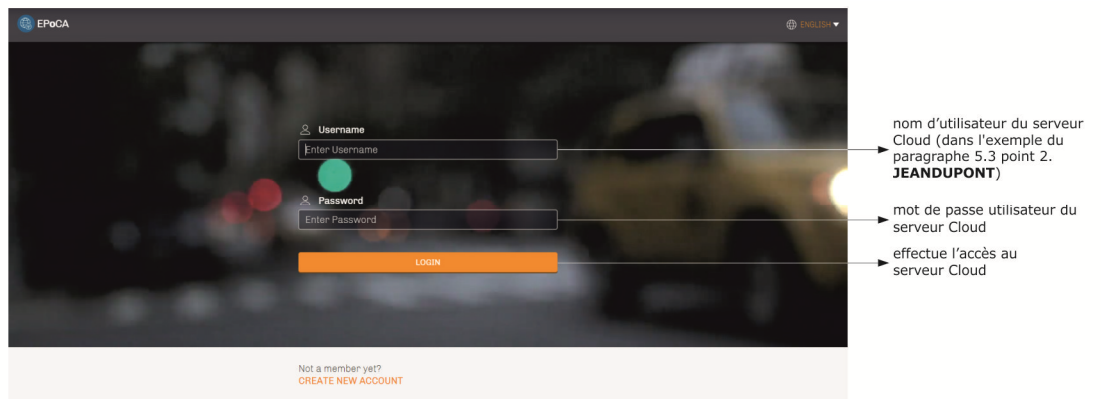 EPoCA
ENGLISH
Username
Enter Username
Password
Enter Password
LOGIN
Not a member yet?
CREATE NEW ACCOUNT
nom d'utilisateur du serveur
Cloud (dans l'exemple du
paragraphe 5.3 point 2.
JEANDUPONT)
mot de passe utilisateur du
serveur Cloud
effectue l'accès au
serveur Cloud